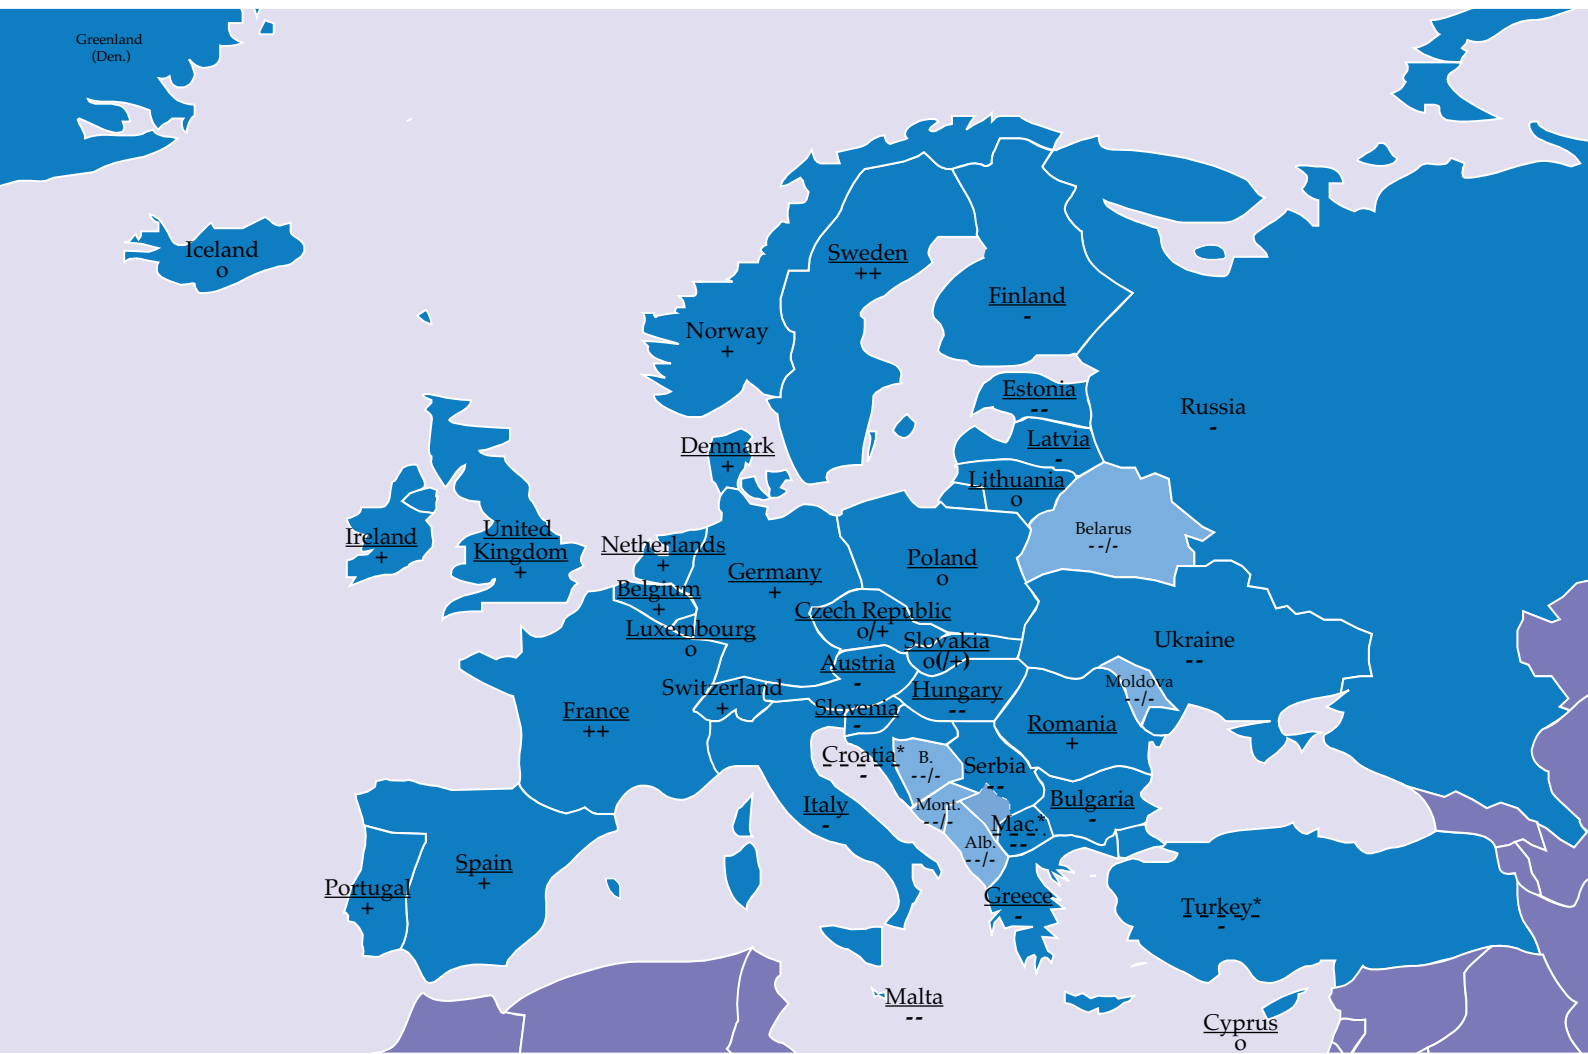 Greenland
(Den.)
Iceland
o
Sweden
++
Finland
-
Norway
+
Estonia
--
Russia
-
Denmark
+
Latvia
-
Lithuania
o
Ireland
+
United
Kingdom
+
Netherlands
+
Belarus
--/-
Poland
o
Germany
+
Belgium
+
Czech Republic
o/+
Luxembourg
o
Slovakia
o(/+)
Ukraine
--
Austria
-
Switzerland
+
Hungary
--
Moldova
--/-
France
++
Slovenia
-
Romania
+
Croatia*
-
B.
--/-
Serbia
--
Italy
-
Mont.
--/-
Bulgaria
-
Mac.*
--
Alb.
--/-
Spain
+
Portugal
+
Greece
-
Turkey*
-
Malta
--
Cyprus
o